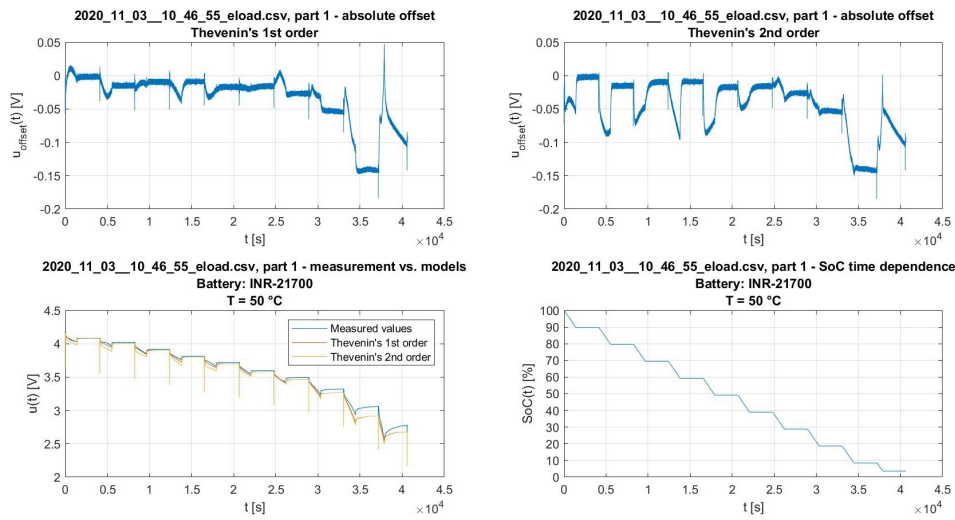 2020_11_03__10_46_55_eload.csv, part 1 - absolute offset
Thevenin's 1st order
0.05
0
-0.05
-0.1
-0.15
-0.2
u_offset(t) [V]
0 0.5 1 1.5 2 2.5 3 3.5 4 4.5
t [s]
×10^4
2020_11_03__10_46_55_eload.csv, part 1 - absolute offset
Thevenin's 2nd order
0.05
0
-0.05
-0.1
-0.15
-0.2
u_offset(t) [V]
0 0.5 1 1.5 2 2.5 3 3.5 4 4.5
t [s]
×10^4
2020_11_03__10_46_55_eload.csv, part 1 - measurement vs. models
Battery: INR-21700
T = 50 °C
4.5
4
3.5
3
2.5
2
u(t) [V]
Measured values
Thevenin's 1st order
Thevenin's 2nd order
0 0.5 1 1.5 2 2.5 3 3.5 4 4.5
t [s]
×10^4
2020_11_03__10_46_55_eload.csv, part 1 - SoC time dependence
Battery: INR-21700
T = 50 °C
100
90
80
70
60
50
40
30
20
10
0
SoC(t) [%]
0 0.5 1 1.5 2 2.5 3 3.5 4 4.5
t [s]
×10^4